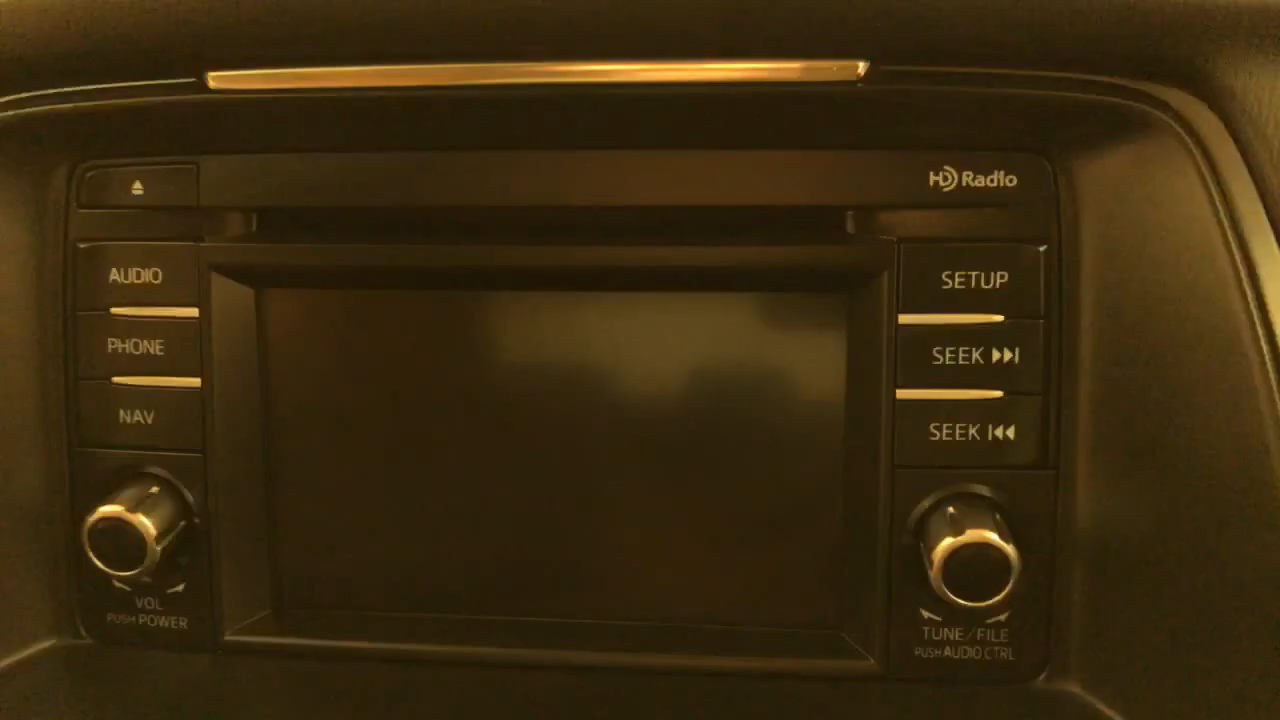 HD Radio
AUDIO
PHONE
NAV
VOL
PUSH POWER
SETUP
SEEK
SEEK
TUNE/FILE
PUSH AUDIO CTRL